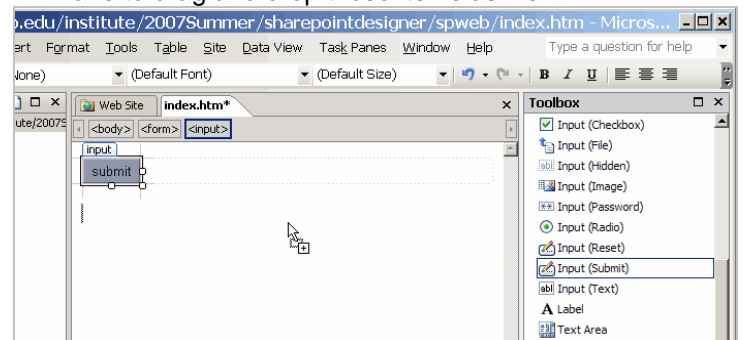 o.edu/institute/2007Summer/sharepointdesigner/spweb/index.htm - Micros...
ert Format Tools Table Site Data View Task Panes Window Help Type a question for help
None) (Default Font) (Default Size) B I U
ute/2007S Web Site index.htm* Toolbox
<body> <form> <input>
input
submit
Input (Checkbox)
Input (File)
Input (Hidden)
Input (Image)
Input (Password)
Input (Radio)
Input (Reset)
Input (Submit)
abl Input (Text)
A Label
Text Area